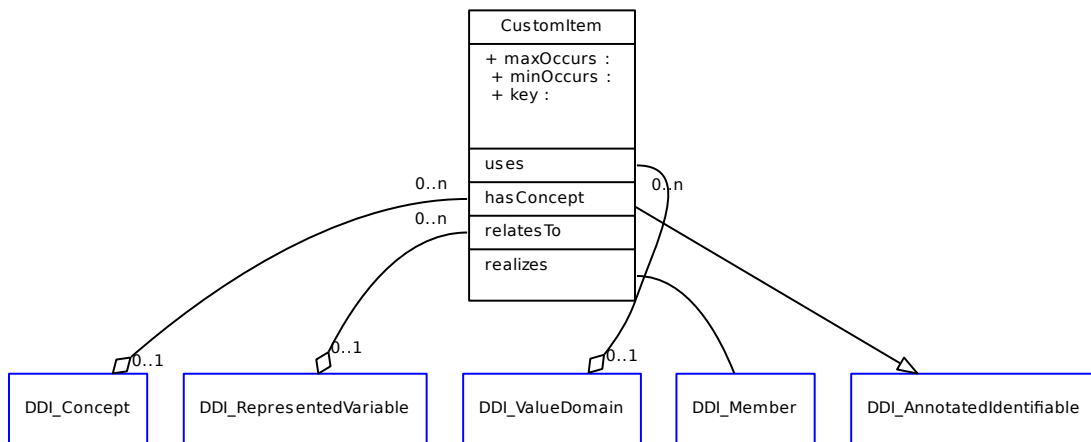 CustomItem
+ maxOccurs :
+ minOccurs :
+ key :
uses
0..n
0..n
hasConcept
0..n
relatesTo
realizes
0..1
0..1
0..1
DDI_Concept
DDI_RepresentedVariable
DDI_ValueDomain
DDI_Member
DDI_AnnotatedIdentifiable